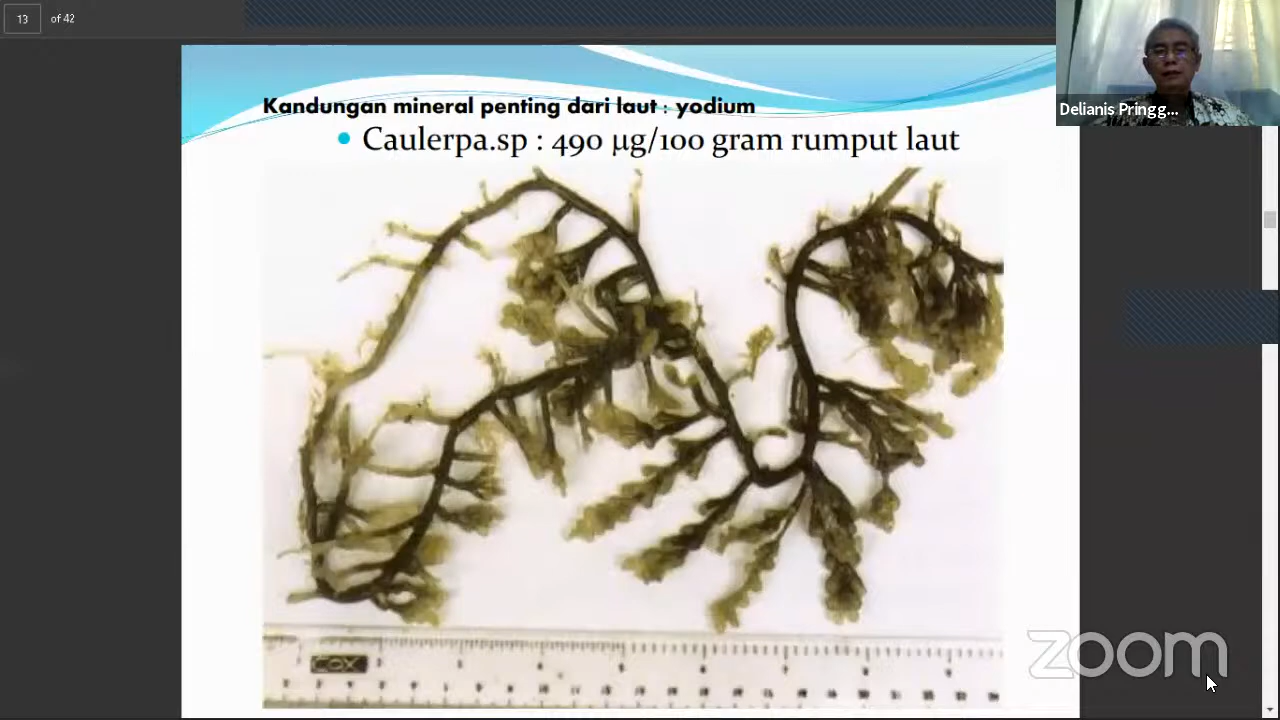 13 of 42
Kandungan mineral penting dari laut : yodium
Caulerpa.sp : 490 µg/100 gram rumput laut
Delianis Pringg...
COX
zoom